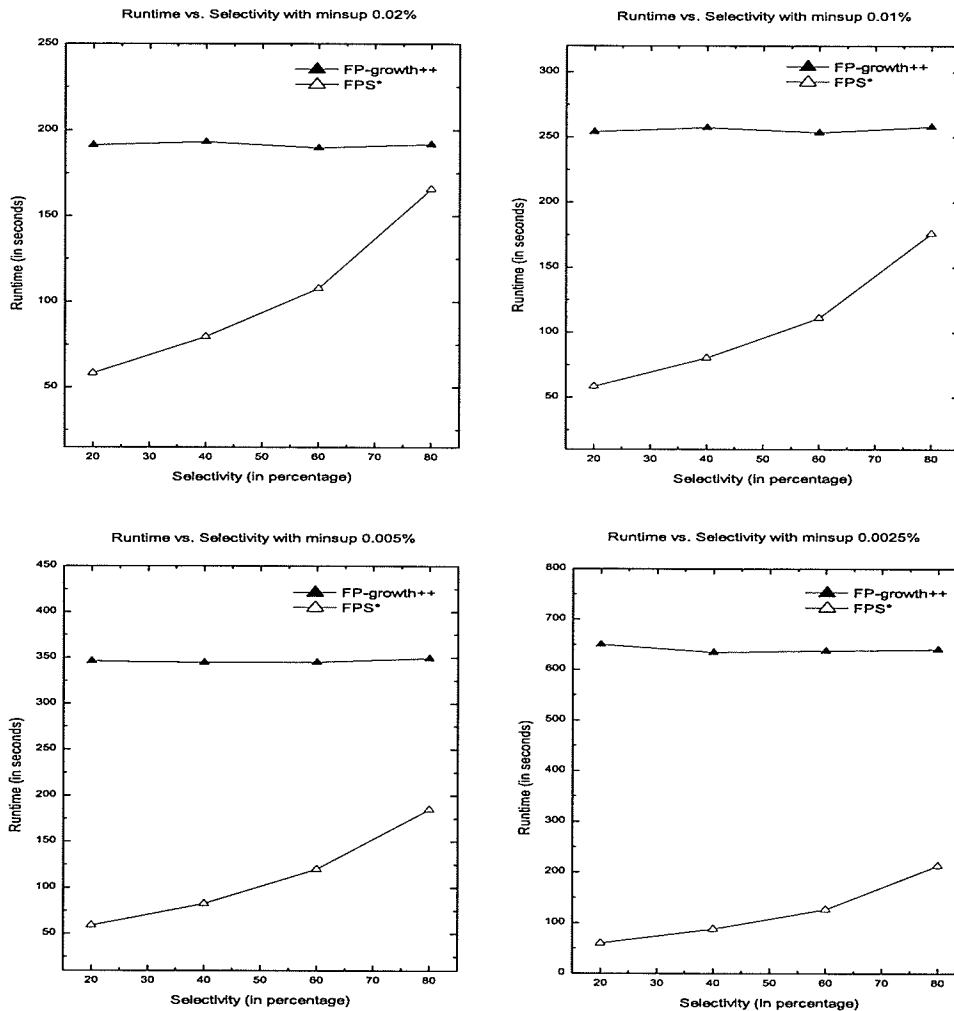 Runtime vs. Selectivity with minsup 0.02%
250
200
150
100
50
FP-growth++
FPS*
Runtime (in seconds)
20 30 40 50 60 70 80
Selectivity (in percentage)
Runtime vs. Selectivity with minsup 0.01%
300
250
200
150
100
50
FP-growth++
FPS*
Runtime (in seconds)
20 30 40 50 60 70 80
Selectivity (in percentage)
Runtime vs. Selectivity with minsup 0.005%
450
400
350
300
250
200
150
100
50
FP-growth++
FPS*
Runtime (in seconds)
20 30 40 50 60 70 80
Selectivity (in percentage)
Runtime vs. Selectivity with minsup 0.0025%
800
700
600
500
400
300
200
100
0
FP-growth++
FPS*
Runtime (in seconds)
20 30 40 50 60 70 80
Selectivity (in percentage)